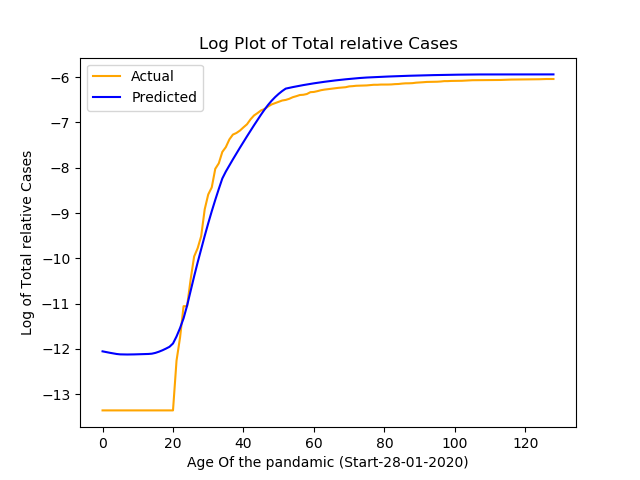 Log Plot of Total relative Cases
Actual
Predicted
−6
−7
−8
−9
−10
−11
−12
−13
Log of Total relative Cases
0 20 40 60 80 100 120
Age Of the pandamic (Start-28-01-2020)